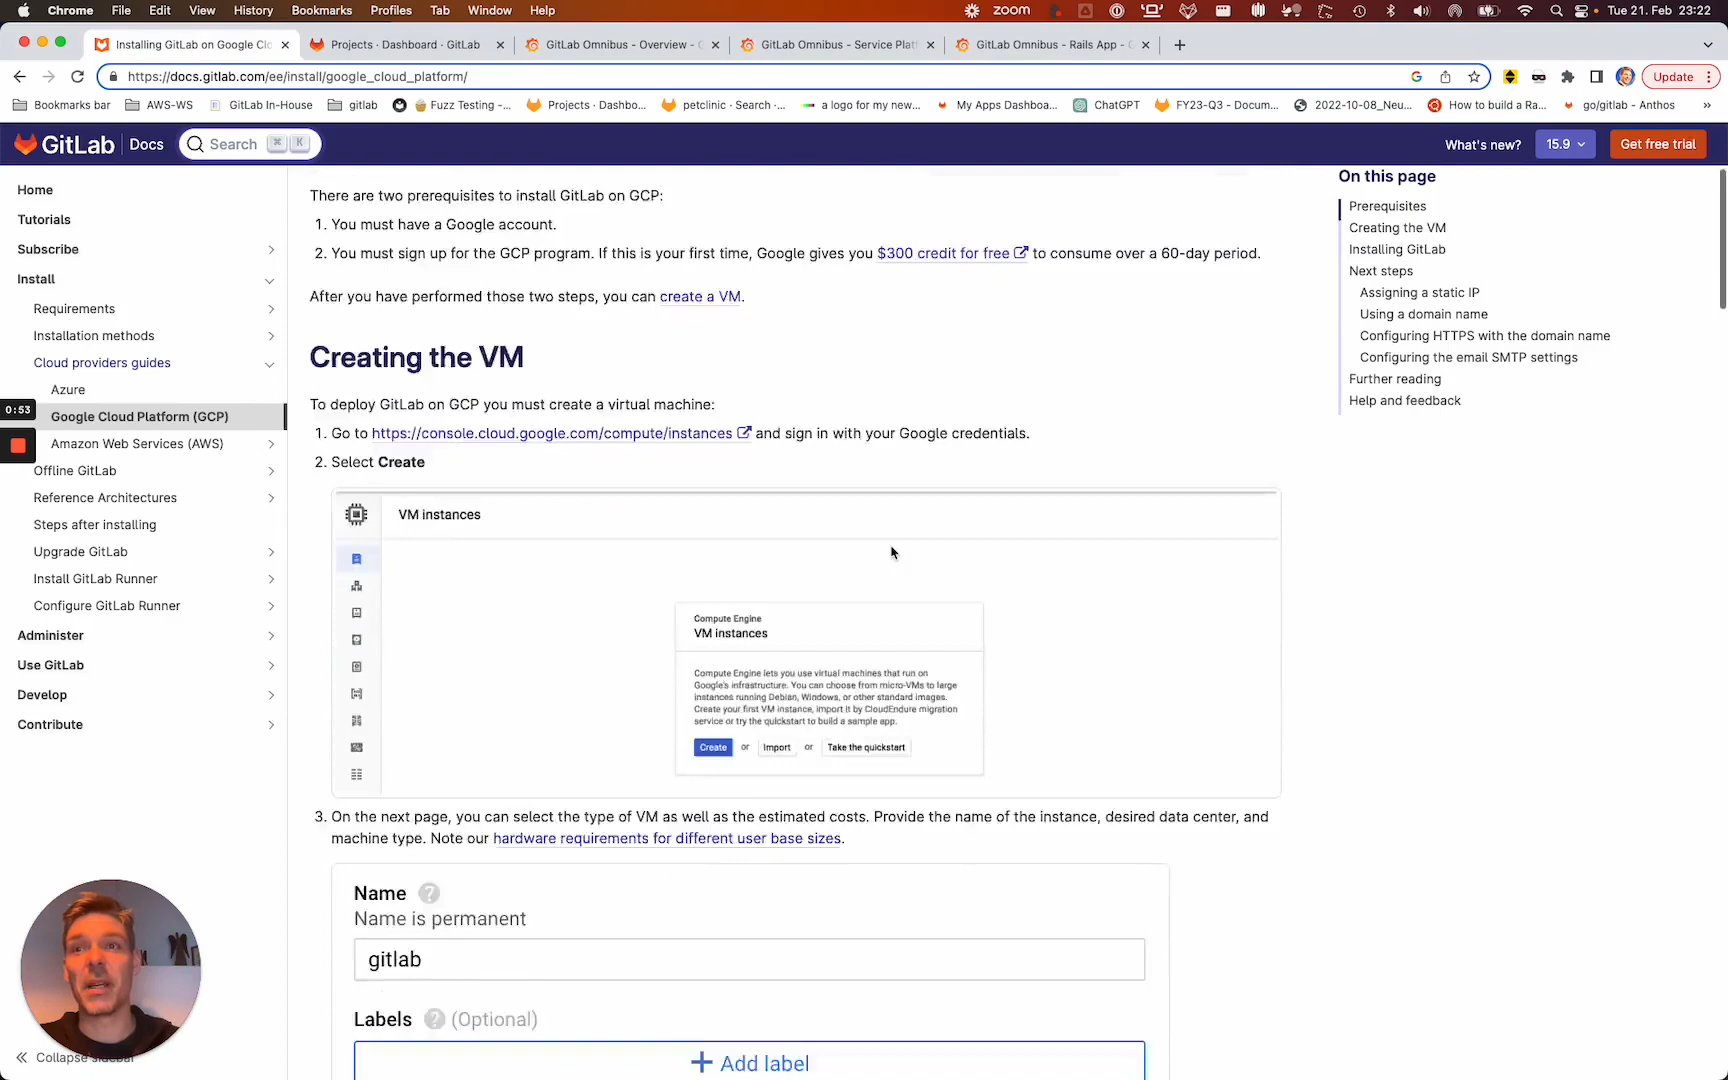 Chrome File Edit View History Bookmarks Profiles Tab Window Help zoom Tue 21. Feb 23:22
Installing GitLab on Google Clo Projects · Dashboard · GitLab GitLab Omnibus - Overview - GitLab Omnibus - Service Platf GitLab Omnibus - Rails App -
https://docs.gitlab.com/ee/install/google_cloud_platform/ Update
Bookmarks bar AWS-WS GitLab In-House gitlab Fuzz Testing -... Projects · Dashbo... petclinic · Search ·... a logo for my new... My Apps Dashboa... ChatGPT FY23-Q3 - Docum... 2022-10-08_Neu... How to build a Ra... go/gitlab - Anthos »
GitLab Docs Search ⌘ K What's new? 15.9 Get free trial
Home
Tutorials
Subscribe
Install
Requirements
Installation methods
Cloud providers guides
Azure
0:53
Google Cloud Platform (GCP)
Amazon Web Services (AWS)
Offline GitLab
Reference Architectures
Steps after installing
Upgrade GitLab
Install GitLab Runner
Configure GitLab Runner
Administer
Use GitLab
Develop
Contribute
« Collapse sidebar
There are two prerequisites to install GitLab on GCP:
1. You must have a Google account.
2. You must sign up for the GCP program. If this is your first time, Google gives you $300 credit for free to consume over a 60-day period.
After you have performed those two steps, you can create a VM.
Creating the VM
To deploy GitLab on GCP you must create a virtual machine:
1. Go to https://console.cloud.google.com/compute/instances and sign in with your Google credentials.
2. Select Create
VM instances
Compute Engine
VM instances
Compute Engine lets you use virtual machines that run on
Google's infrastructure. You can choose from micro-VMs to large
instances running Debian, Windows, or other standard images.
Create your first VM instance, import it by CloudEndure migration
service or try the quickstart to build a sample app.
Create or Import or Take the quickstart
3. On the next page, you can select the type of VM as well as the estimated costs. Provide the name of the instance, desired data center, and
machine type. Note our hardware requirements for different user base sizes.
Name ?
Name is permanent
gitlab
Labels ? (Optional)
+ Add label
On this page
Prerequisites
Creating the VM
Installing GitLab
Next steps
Assigning a static IP
Using a domain name
Configuring HTTPS with the domain name
Configuring the email SMTP settings
Further reading
Help and feedback